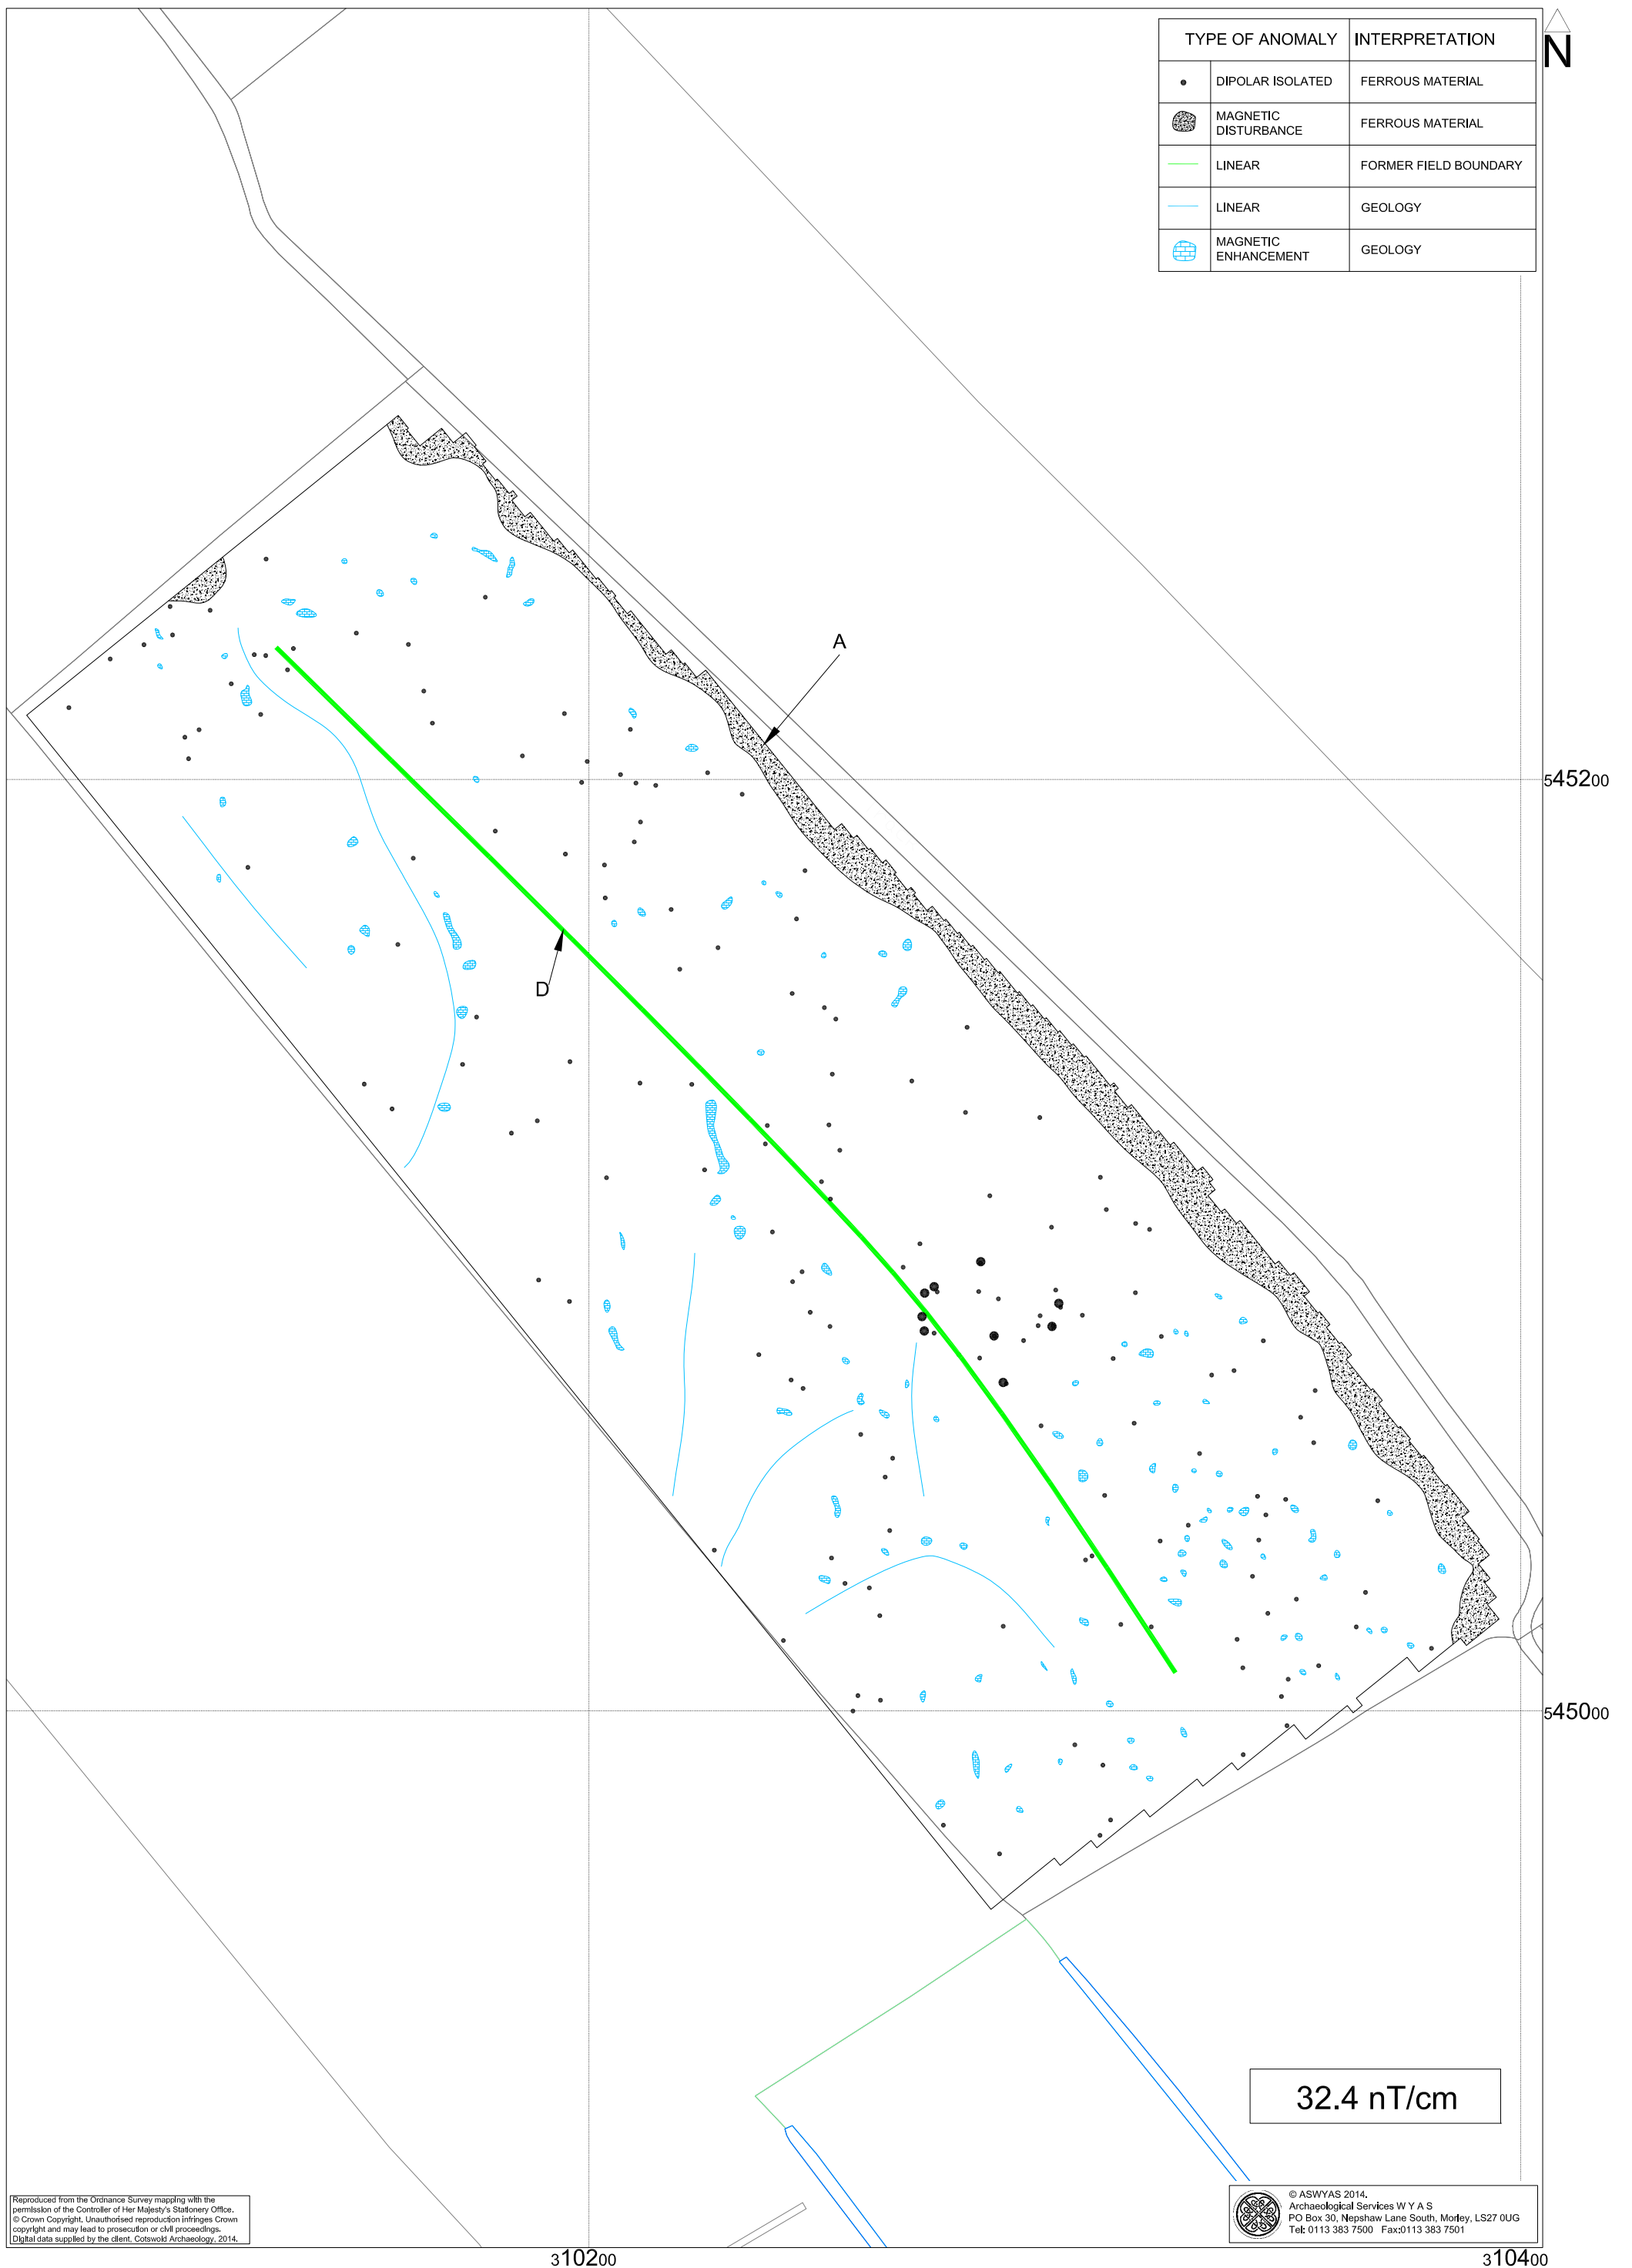 TYPE OF ANOMALY INTERPRETATION
N
DIPOLAR ISOLATED FERROUS MATERIAL
MAGNETIC
DISTURBANCE FERROUS MATERIAL
LINEAR FORMER FIELD BOUNDARY
LINEAR GEOLOGY
MAGNETIC
ENHANCEMENT GEOLOGY
A
545200
D
545000
32.4 nT/cm
Reproduced from the Ordnance Survey mapping with the
permission of the Controller of Her Majesty's Stationery Office.
© Crown Copyright. Unauthorised reproduction infringes Crown
copyright and may lead to prosecution or civil proceedings.
Digital data supplied by the client, Cotswold Archaeology, 2014.
© ASWYAS 2014.
Archaeological Services W Y A S
PO Box 30, Nepshaw Lane South, Morley, LS27 0UG
Tel: 0113 383 7500 Fax:0113 383 7501
310200
310400